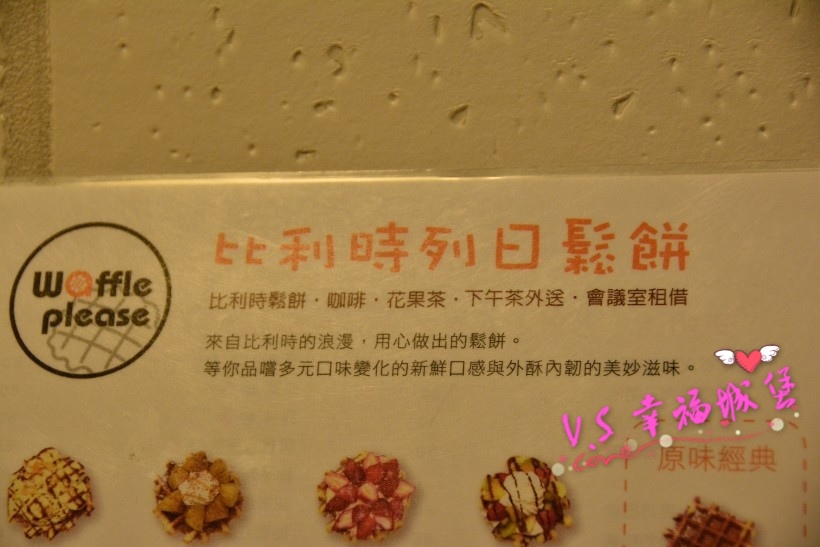 Waffle
please
比利時列日鬆餅
比利時鬆餅・咖啡・花果茶・下午茶外送・會議室租借
來自比利時的浪漫，用心做出的鬆餅。
等你品嚐多元口味變化的新鮮口感與外酥內韌的美妙滋味。
V.S 幸福城堡
Love
原味經典